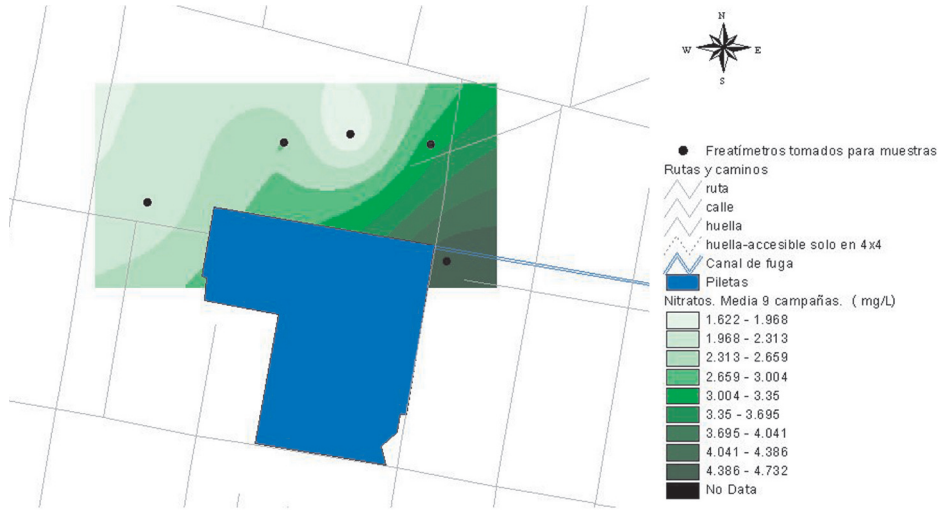 N
W E
S
Freatímetros tomados para muestras
Rutas y caminos
ruta
calle
huella
huella-accesible solo en 4x4
Canal de fuga
Piletas
Nitratos. Media 9 campañas. ( mg/L)
1.622 - 1.968
1.968 - 2.313
2.313 - 2.659
2.659 - 3.004
3.004 - 3.35
3.35 - 3.695
3.695 - 4.041
4.041 - 4.386
4.386 - 4.732
No Data